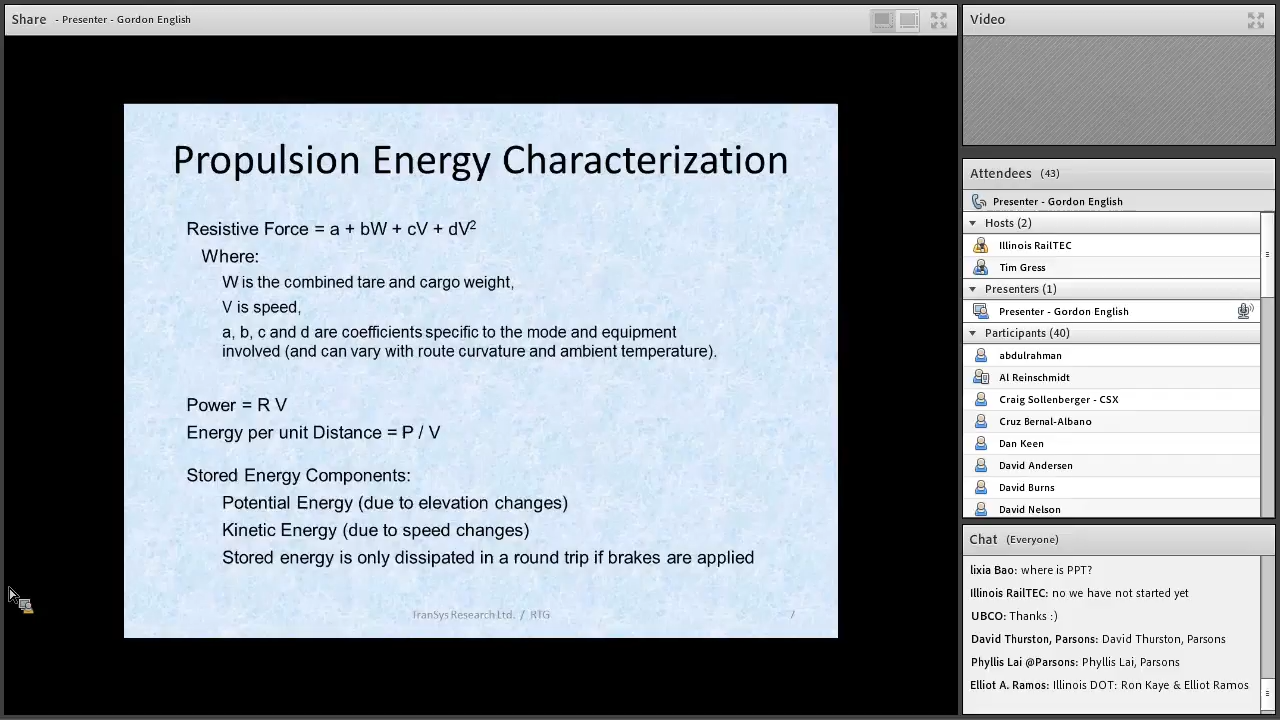 Share - Presenter - Gordon English
Propulsion Energy Characterization
Resistive Force = a + bW + cV + dV²
Where:
W is the combined tare and cargo weight,
V is speed,
a, b, c and d are coefficients specific to the mode and equipment
involved (and can vary with route curvature and ambient temperature).
Power = R V
Energy per unit Distance = P / V
Stored Energy Components:
Potential Energy (due to elevation changes)
Kinetic Energy (due to speed changes)
Stored energy is only dissipated in a round trip if brakes are applied
TranSys Research Ltd. / RTG 7
Video
Attendees (43)
Presenter - Gordon English
Hosts (2)
Illinois RailTEC
Tim Gress
Presenters (1)
Presenter - Gordon English
Participants (40)
abdulrahman
Al Reinschmidt
Craig Sollenberger - CSX
Cruz Bernal-Albano
Dan Keen
David Andersen
David Burns
David Nelson
Chat (Everyone)
lixia Bao: where is PPT?
Illinois RailTEC: no we have not started yet
UBCO: Thanks :)
David Thurston, Parsons: David Thurston, Parsons
Phyllis Lai @Parsons: Phyllis Lai, Parsons
Elliot A. Ramos: Illinois DOT: Ron Kaye & Elliot Ramos